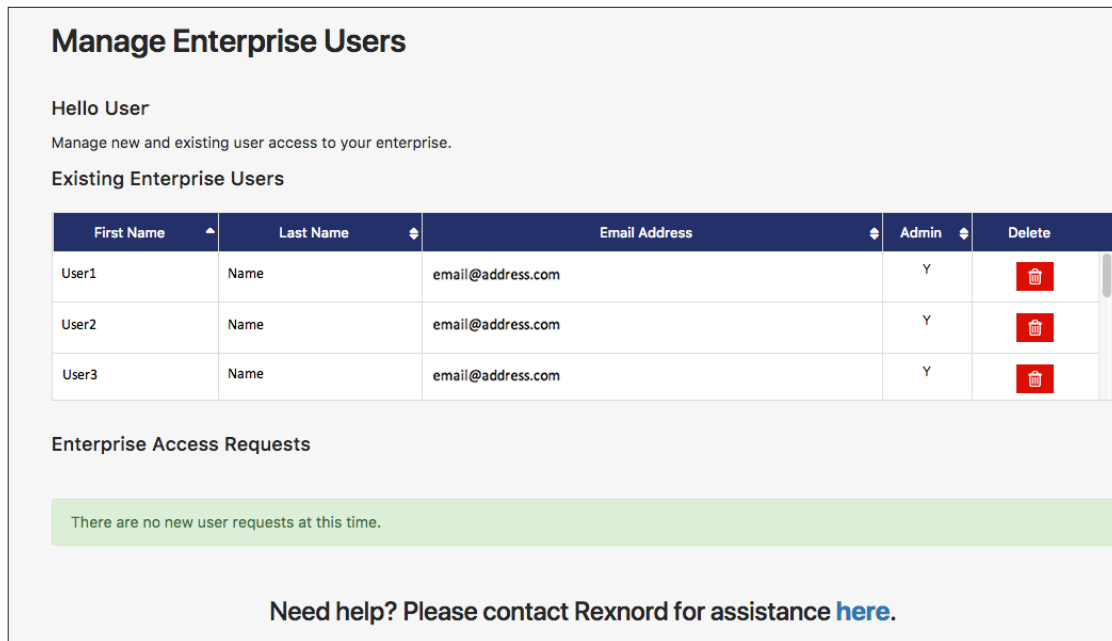 Manage Enterprise Users
Hello User
Manage new and existing user access to your enterprise.
Existing Enterprise Users
First Name Last Name Email Address Admin Delete
User1 Name email@address.com Y
User2 Name email@address.com Y
User3 Name email@address.com Y
Enterprise Access Requests
There are no new user requests at this time.
Need help? Please contact Rexnord for assistance here.